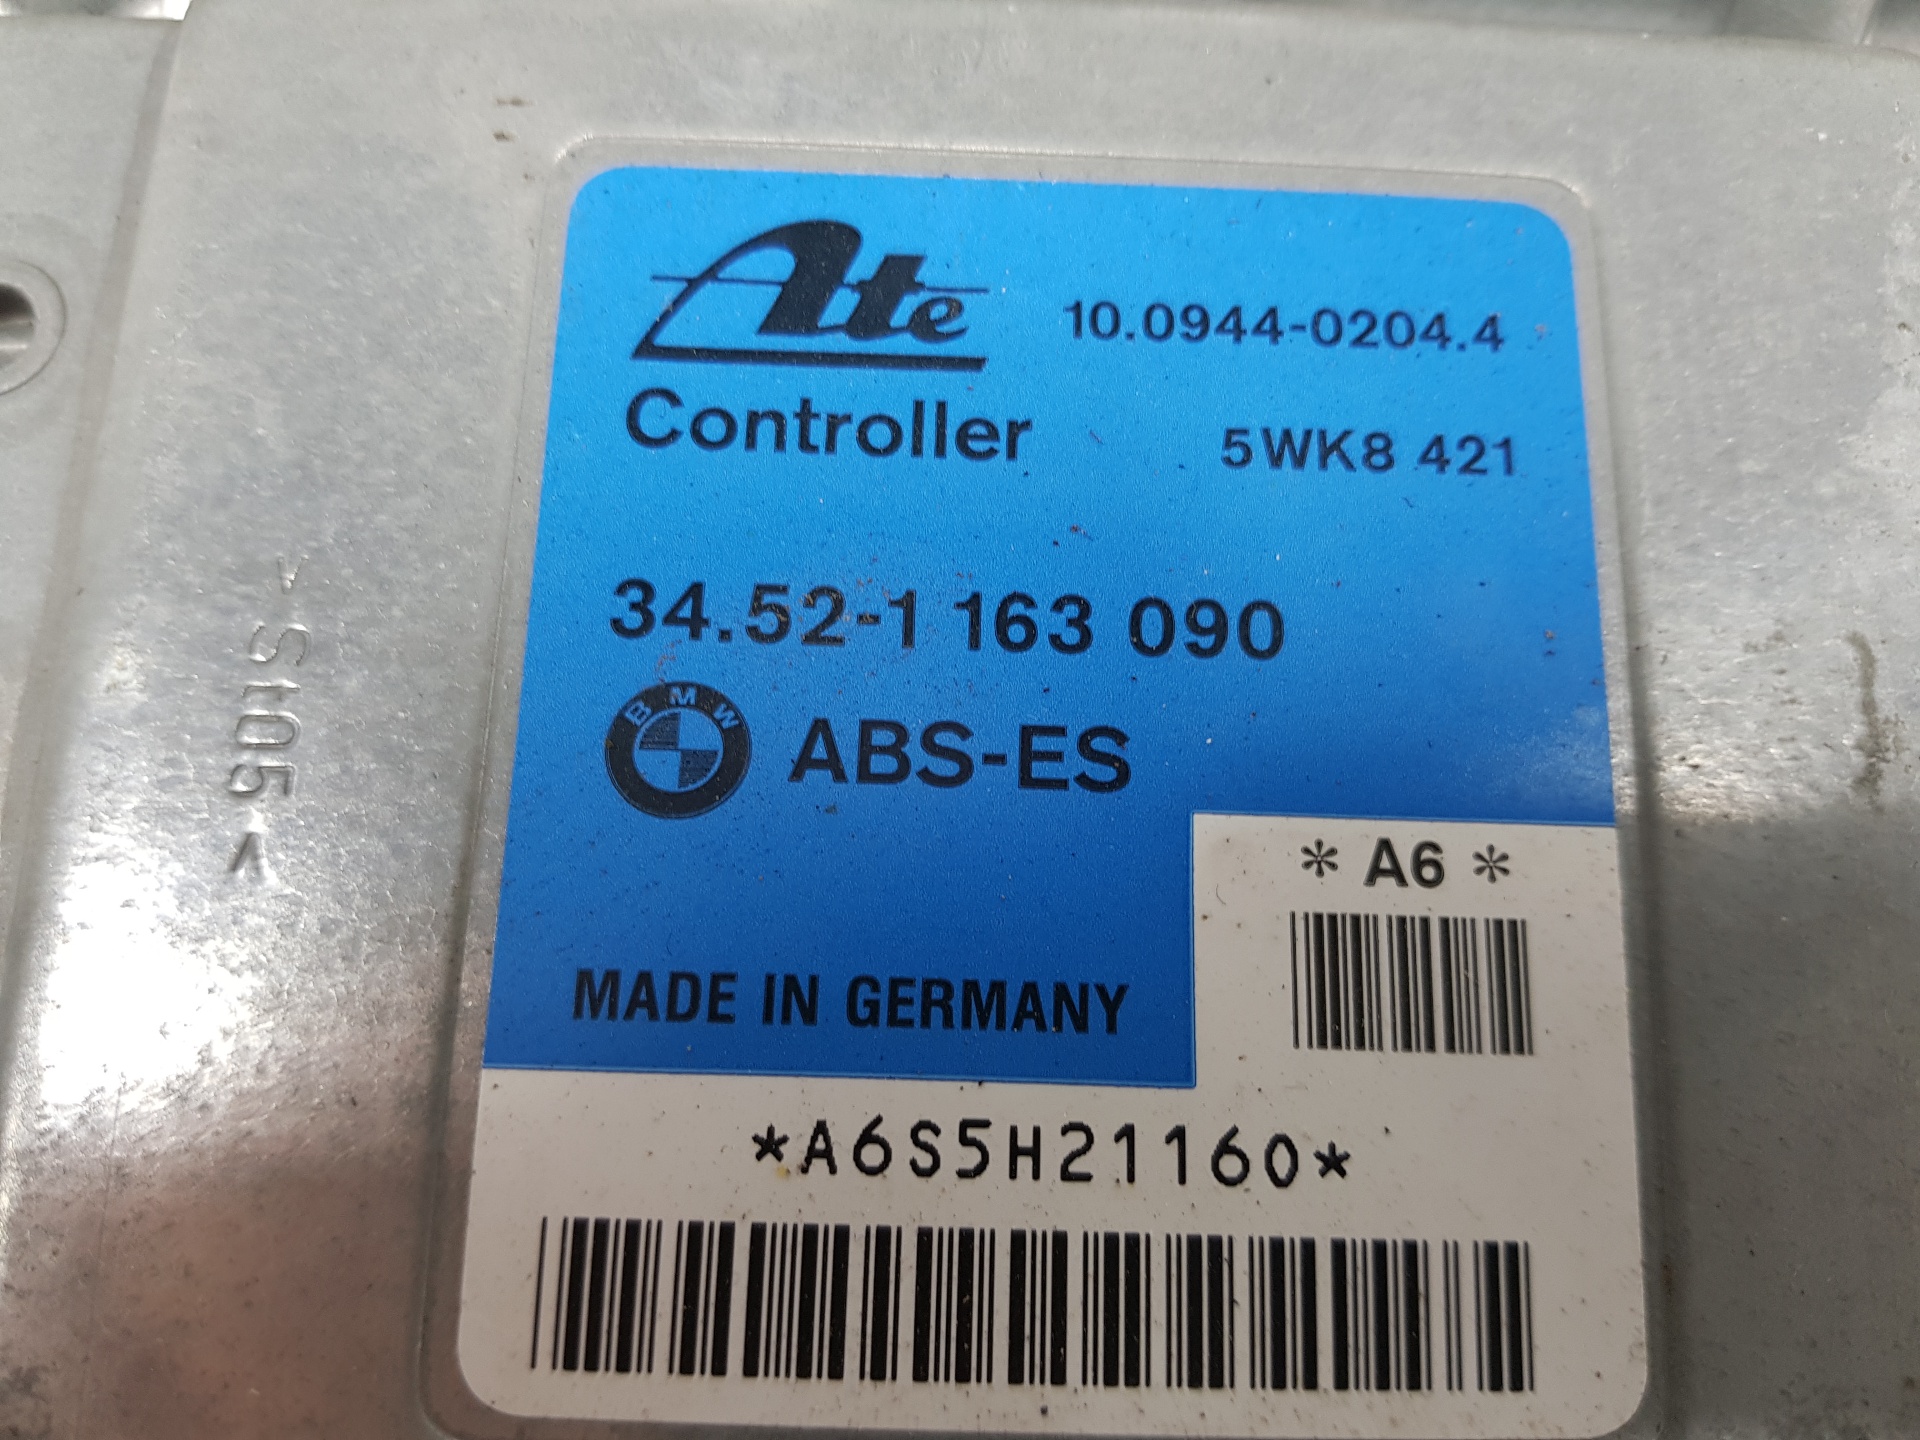 Ate
10.0944-0204.4
Controller
5WK8 421
34.52-1 163 090
BMW
ABS-ES
MADE IN GERMANY
* A6 *
*A6S5H21160*
>St05<